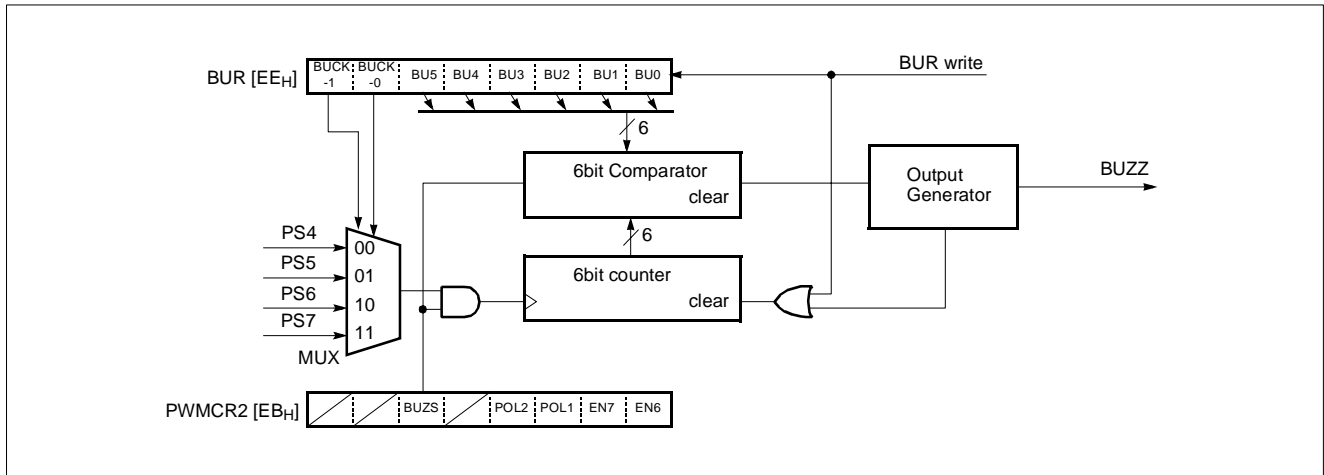 BUR [EEH]
BUCK -1
BUCK -0
BU5
BU4
BU3
BU2
BU1
BU0
BUR write
6
6bit Comparator
clear
Output Generator
BUZZ
6
PS4
PS5
PS6
PS7
00
01
10
11
MUX
6bit counter
clear
PWMCR2 [EBH]
BUZS
POL2
POL1
EN7
EN6